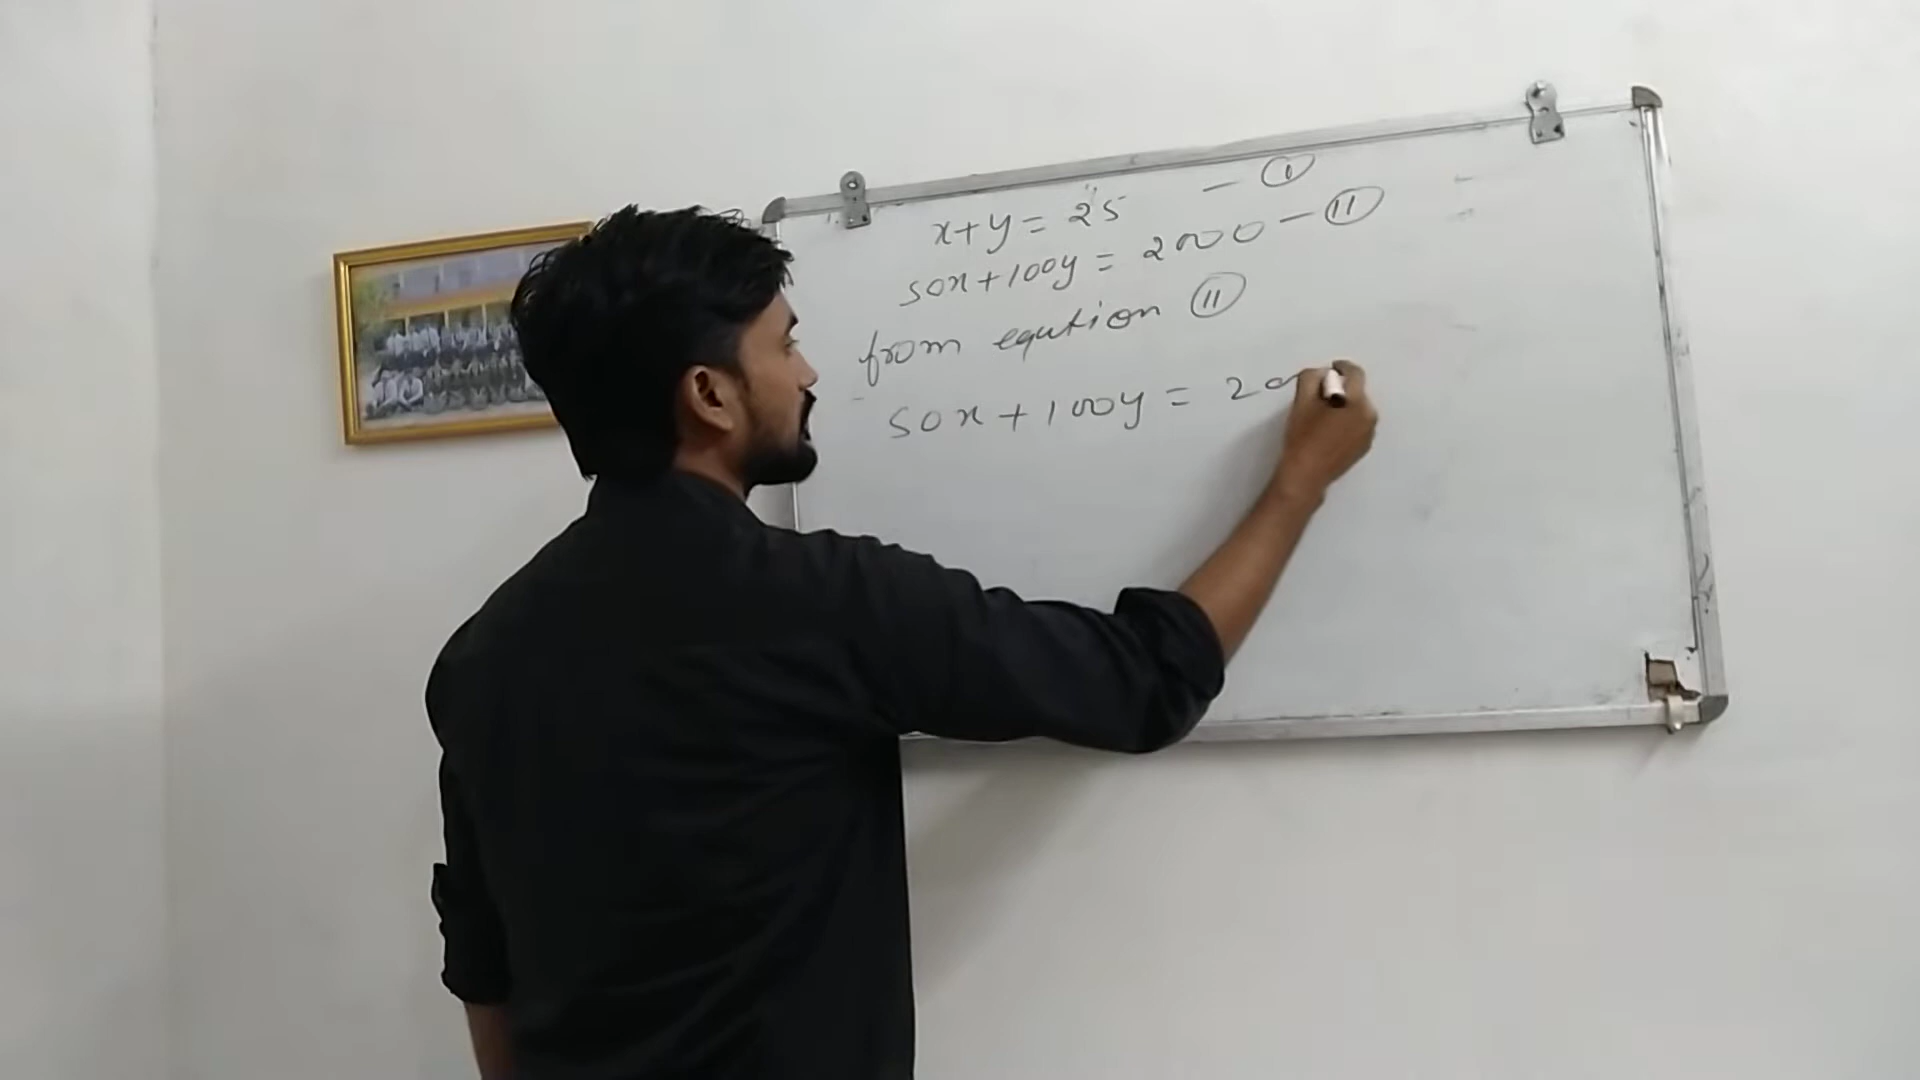 x+y = 25 — (I)
50x+100y = 2000 — (II)
from eqution (II)
50x + 100y = 20